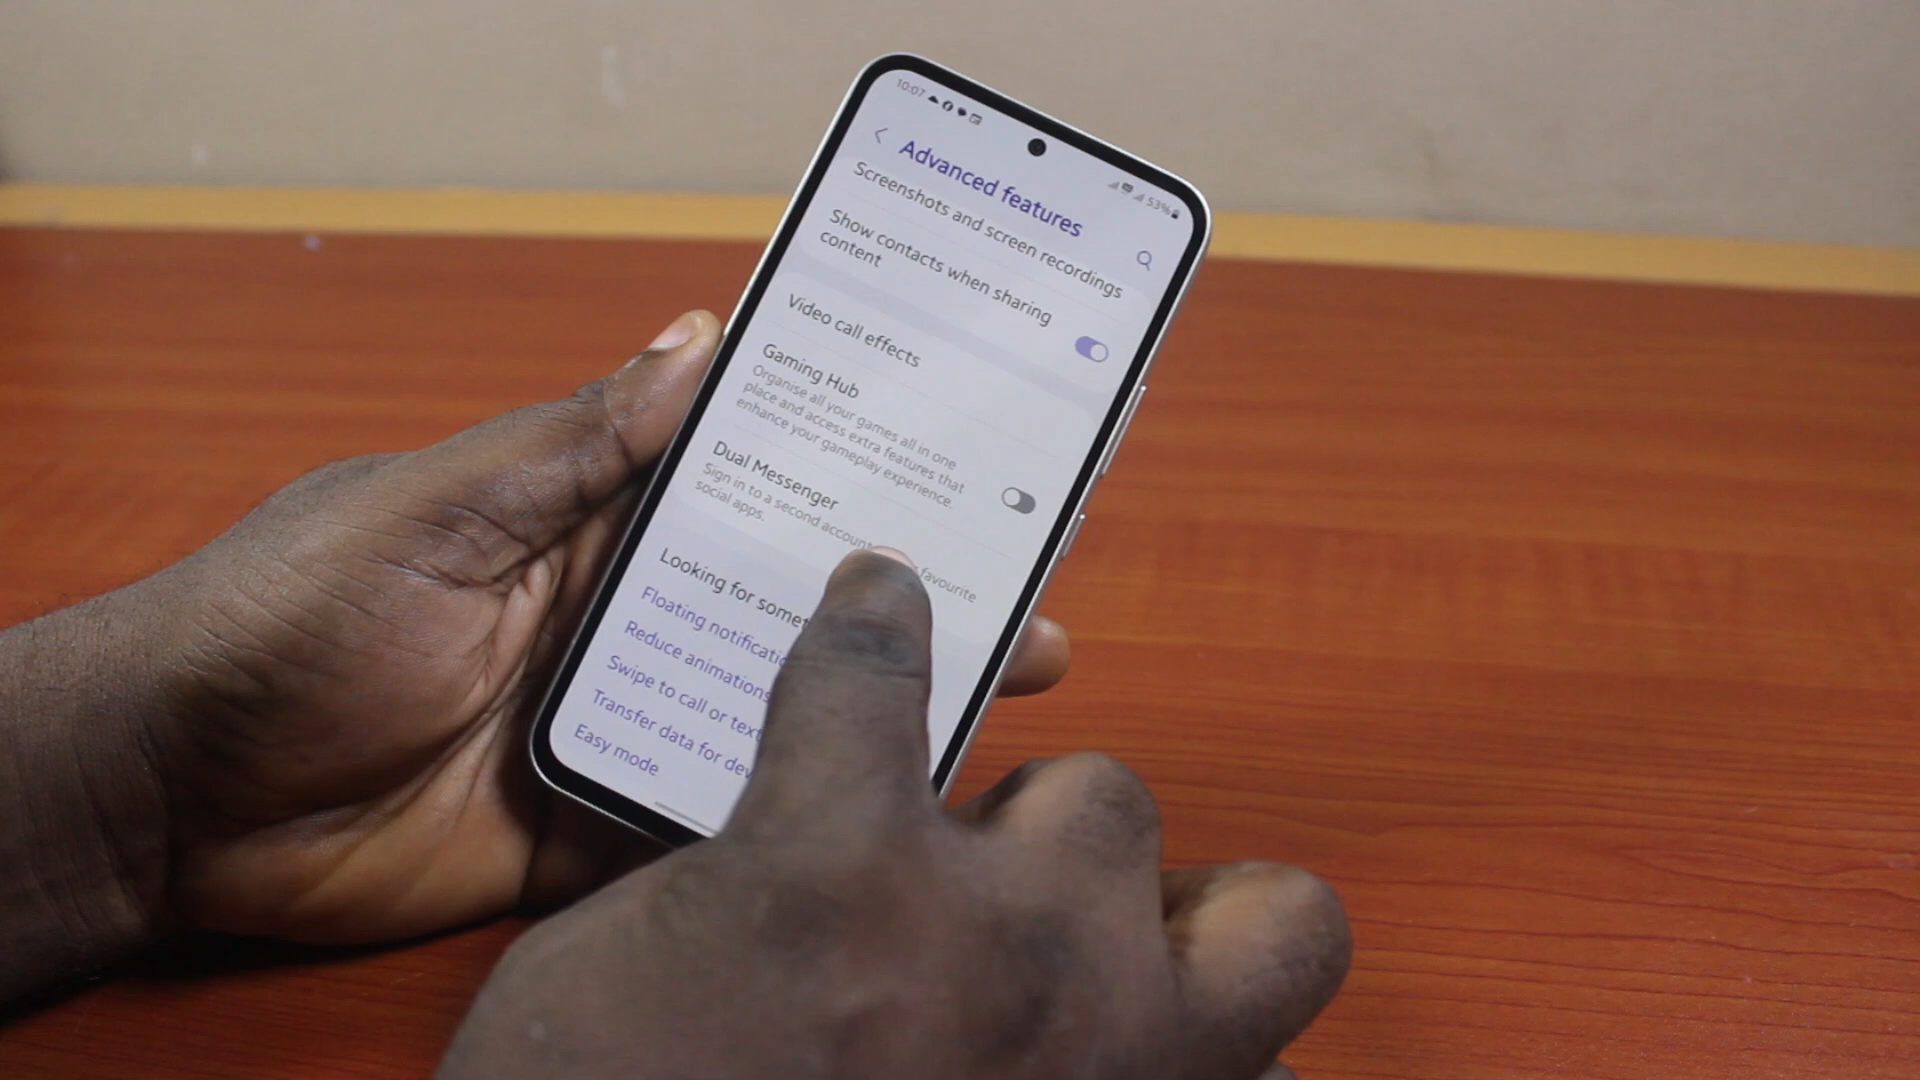 10:07
53%
Advanced features
Screenshots and screen recordings
Show contacts when sharing
content
Video call effects
Gaming Hub
Organise all your games all in one
place and access extra features that
enhance your gameplay experience.
Dual Messenger
Sign in to a second account favourite
social apps.
Looking for
Floating
Reduce animations
Swipe to call or text
Transfer data for
Easy mode